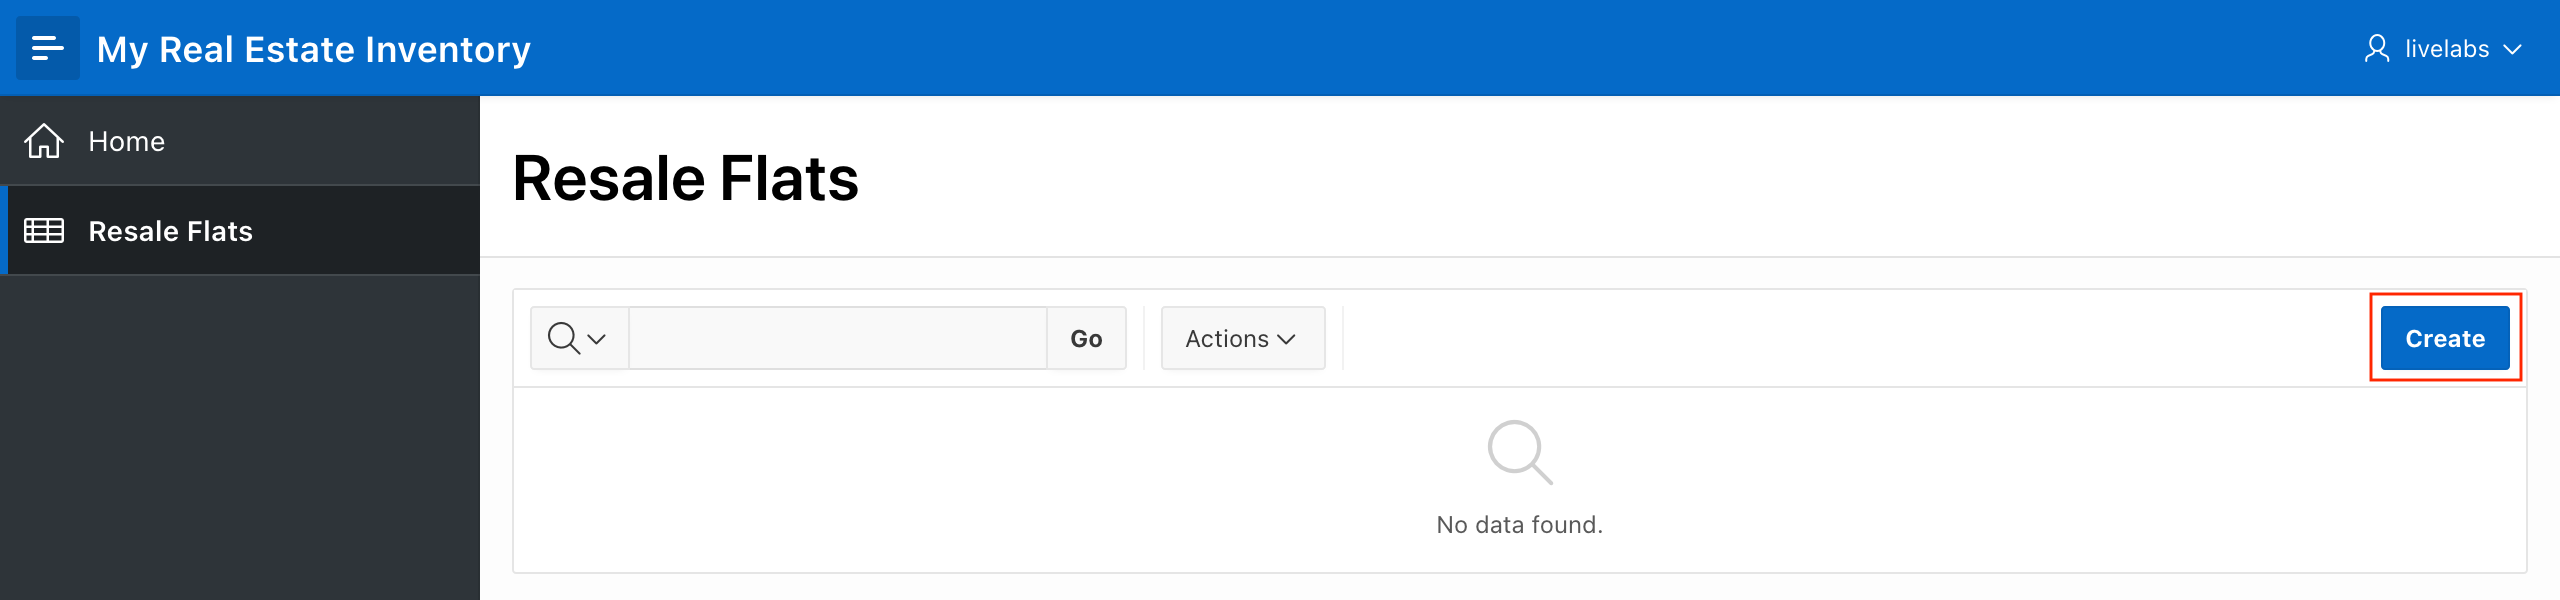 My Real Estate Inventory
livelabs
Home
Resale Flats
Resale Flats
Go
Actions
Create
No data found.